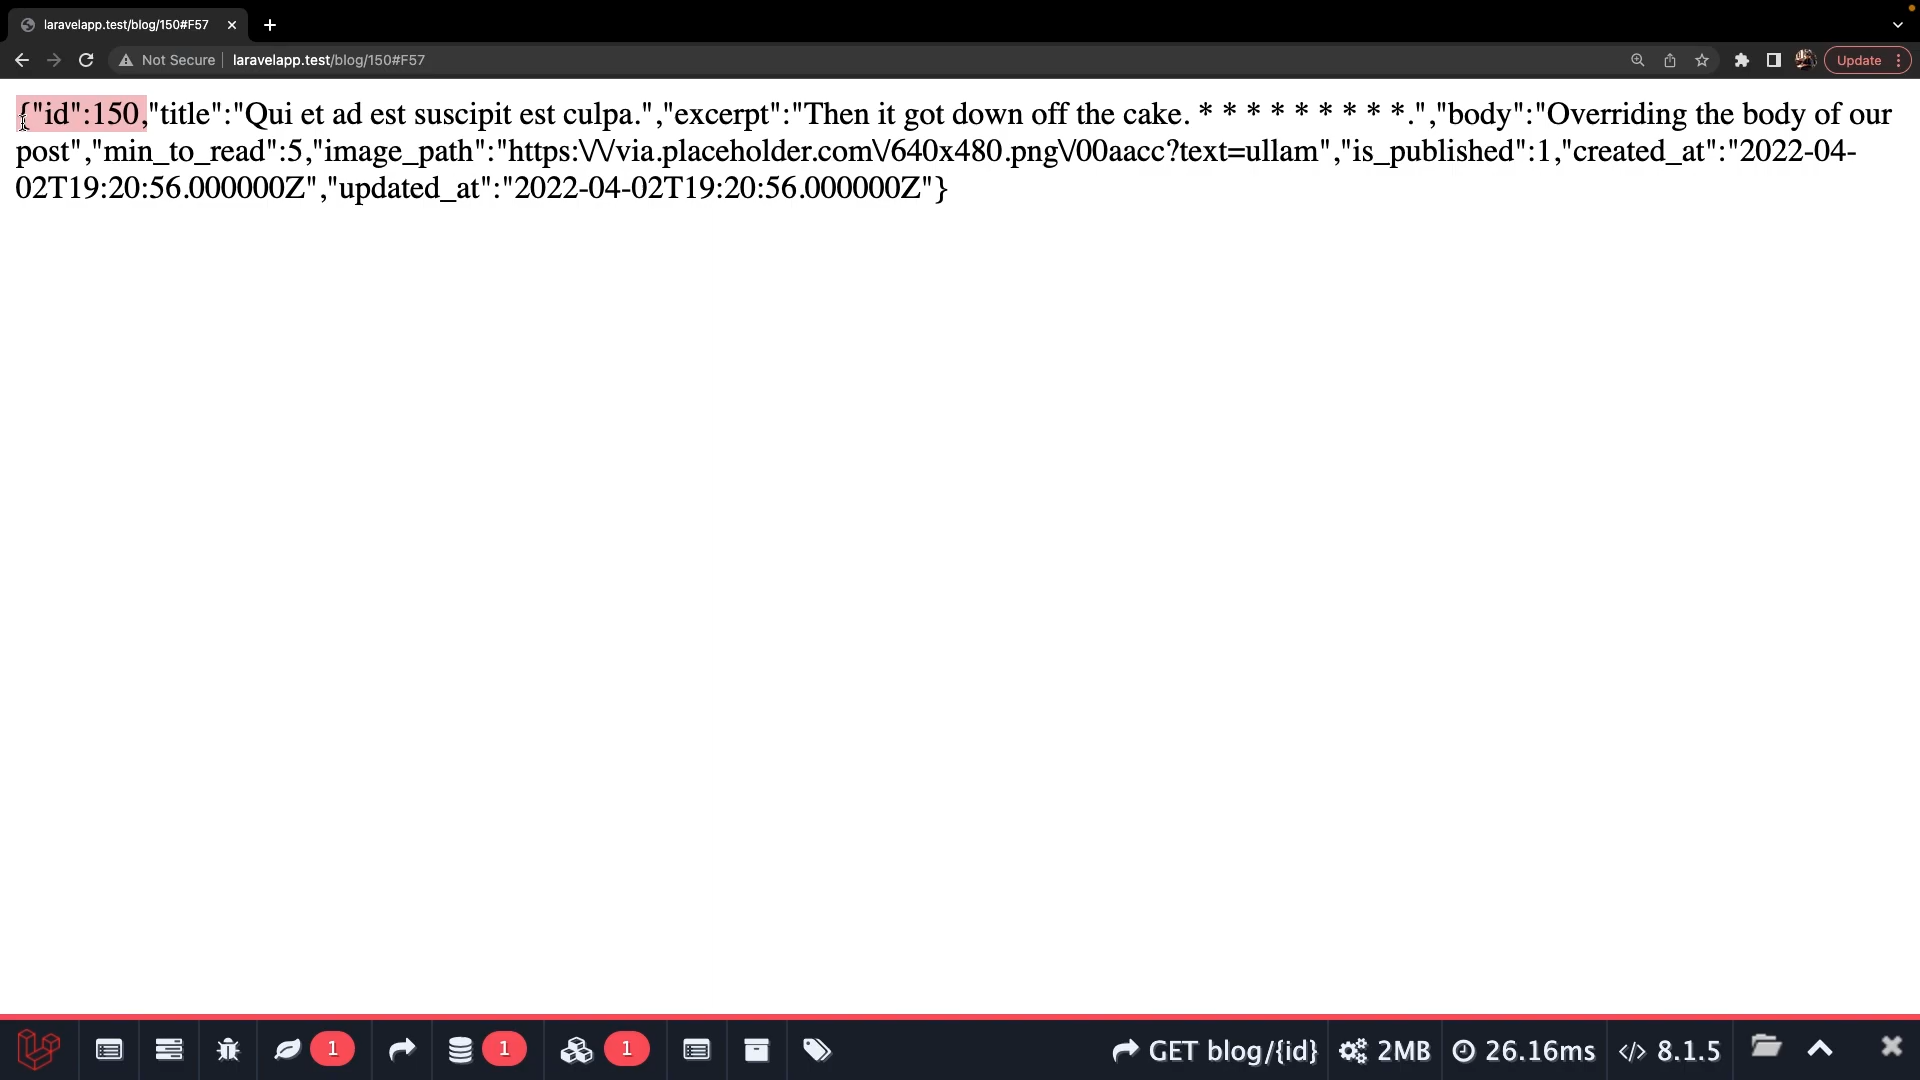 laravelapp.test/blog/150#F57
Not Secure laravelapp.test/blog/150#F57 Update
{"id":150,"title":"Qui et ad est suscipit est culpa.","excerpt":"Then it got down off the cake. * * * * * * * * *.","body":"Overriding the body of our
post","min_to_read":5,"image_path":"https:\/\/via.placeholder.com\/640x480.png\/00aacc?text=ullam","is_published":1,"created_at":"2022-04-
02T19:20:56.000000Z","updated_at":"2022-04-02T19:20:56.000000Z"}
1 1 1 GET blog/{id} 2MB 26.16ms 8.1.5